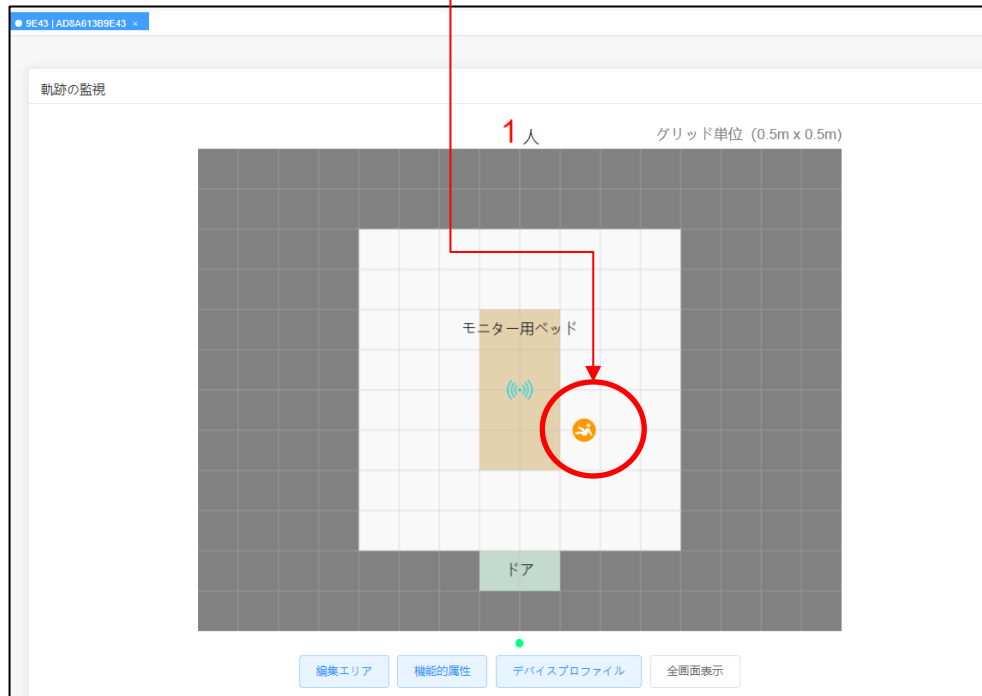 9E43 | AD8A613B9E43 ×
軌跡の監視
1 人
グリッド単位 (0.5m x 0.5m)
モニター用ベッド
ドア
編集エリア
機能的属性
デバイスプロファイル
全画面表示